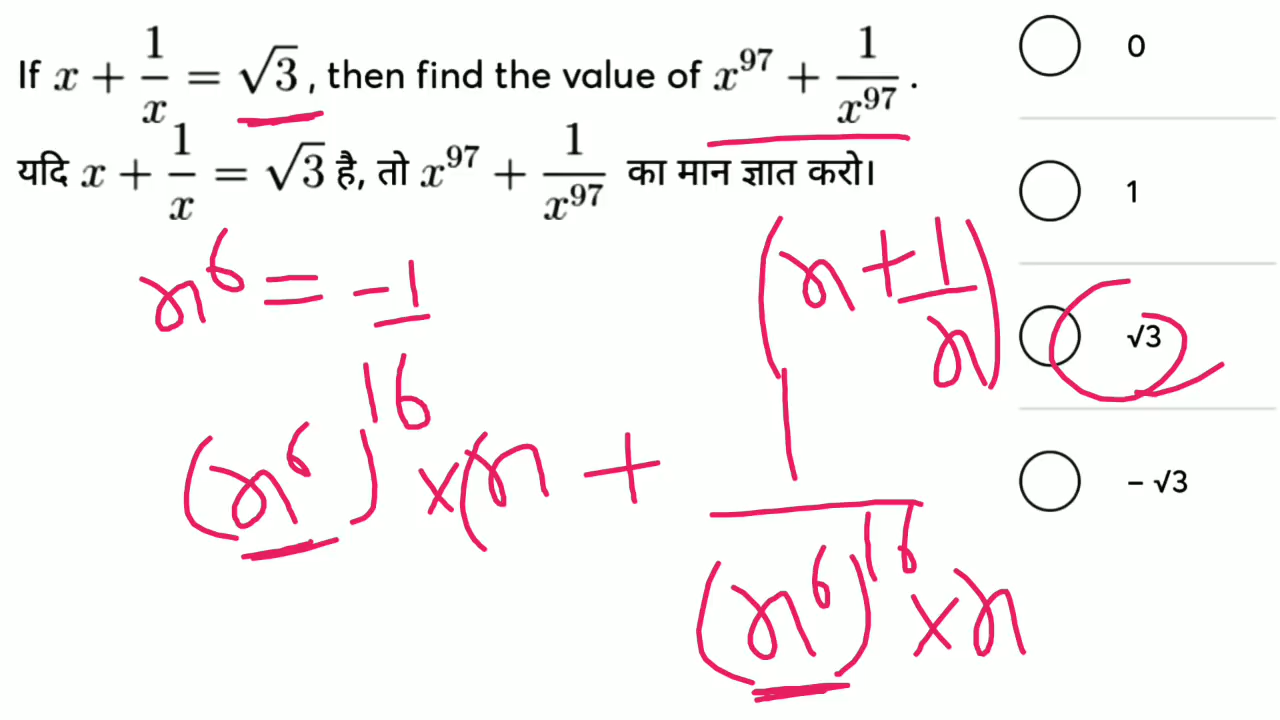 If x + 1/x = √3, then find the value of x^97 + 1/x^97.
यदि x + 1/x = √3 है, तो x^97 + 1/x^97 का मान ज्ञात करो।
0
1
√3
– √3
x^6 = -1
(x + 1/x)
(x^6)^16 × (x + 1/((x^6)^16 × x)